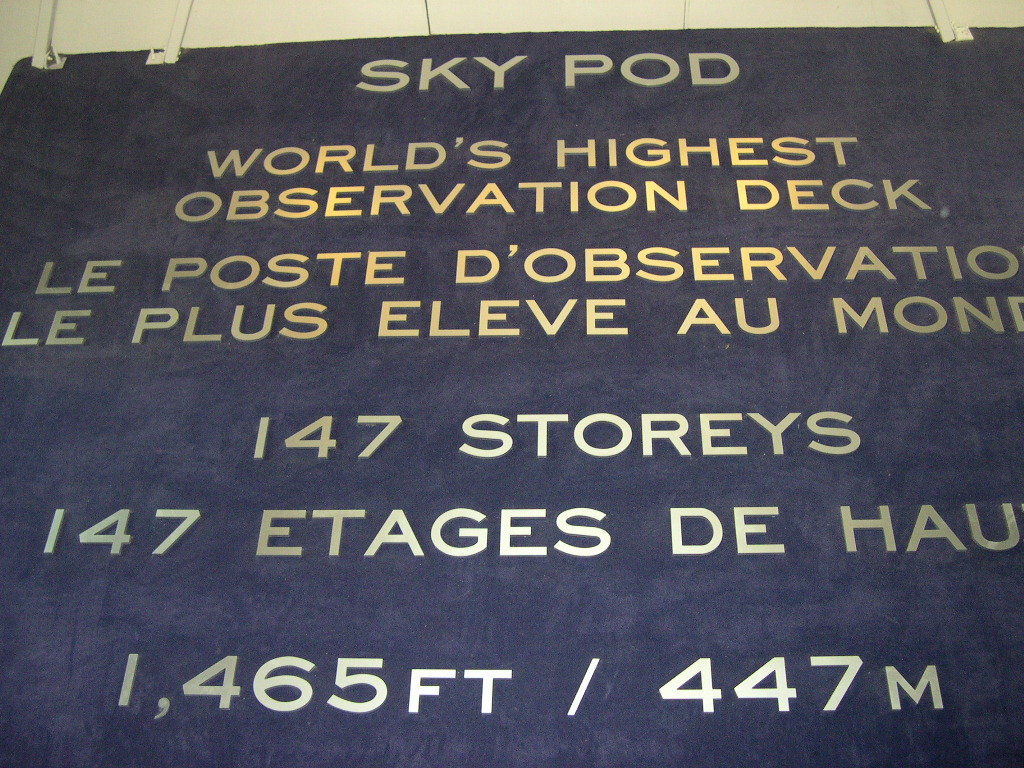 SKY POD
WORLD'S HIGHEST
OBSERVATION DECK
LE POSTE D'OBSERVATIO
LE PLUS ELEVE AU MOND
147 STOREYS
147 ETAGES DE HAUT
1,465FT / 447M